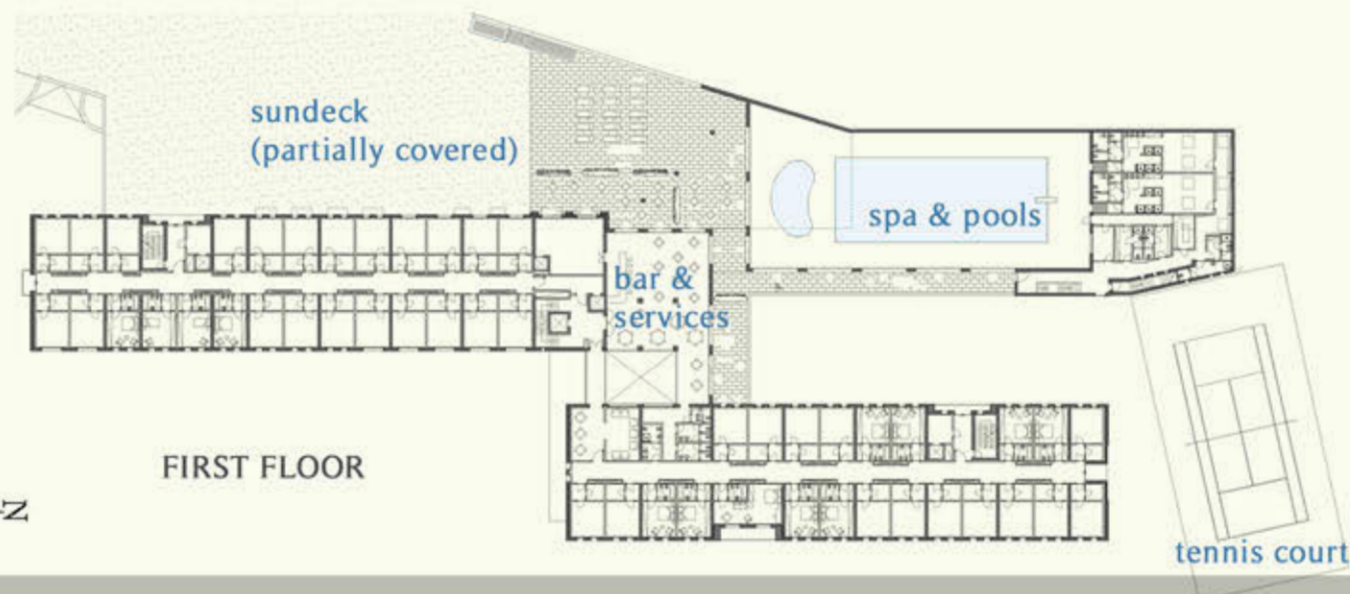 sundeck
(partially covered)
spa & pools
bar &
services
FIRST FLOOR
N
tennis court